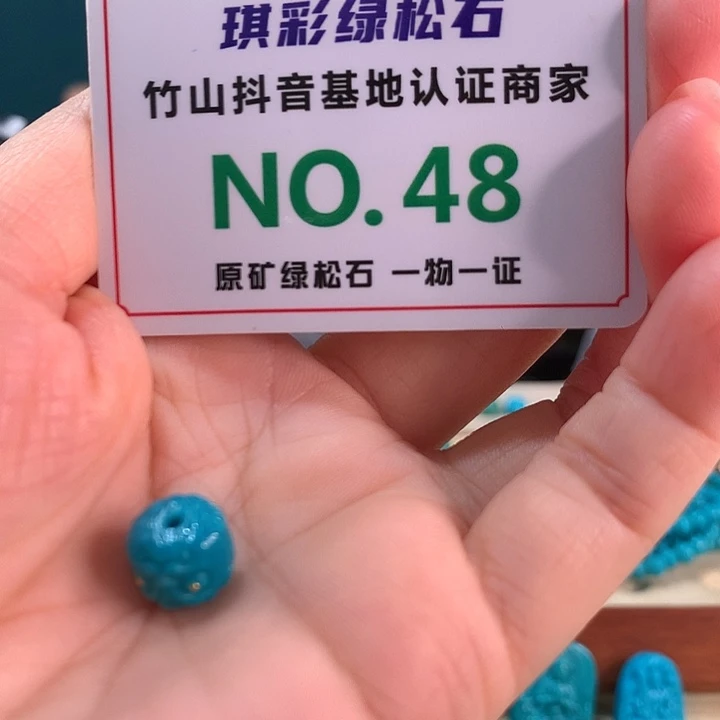 琪彩绿松石
竹山抖音基地认证商家
NO.48
原矿绿松石 一物一证